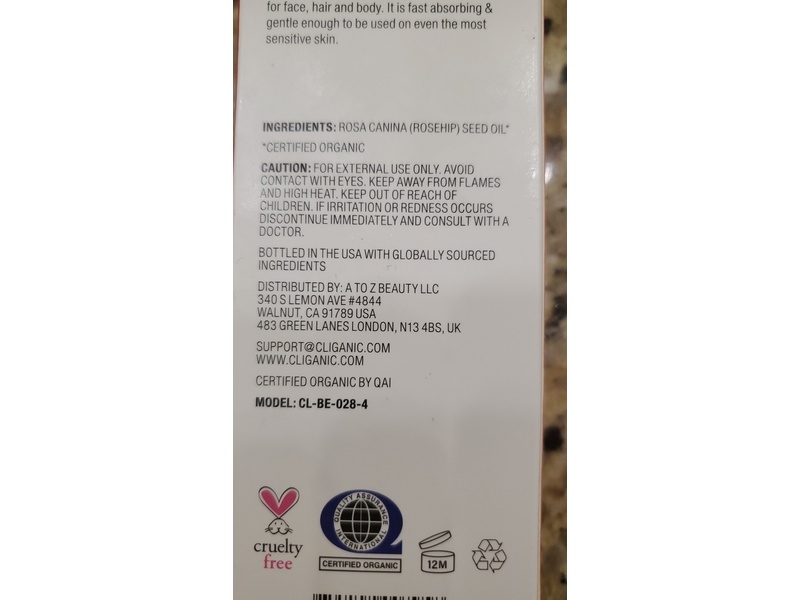 for face, hair and body. It is fast absorbing &
gentle enough to be used on even the most
sensitive skin.
INGREDIENTS: ROSA CANINA (ROSEHIP) SEED OIL*
*CERTIFIED ORGANIC
CAUTION: FOR EXTERNAL USE ONLY. AVOID
CONTACT WITH EYES. KEEP AWAY FROM FLAMES
AND HIGH HEAT. KEEP OUT OF REACH OF
CHILDREN. IF IRRITATION OR REDNESS OCCURS
DISCONTINUE IMMEDIATELY AND CONSULT WITH A
DOCTOR.
BOTTLED IN THE USA WITH GLOBALLY SOURCED
INGREDIENTS
DISTRIBUTED BY: A TO Z BEAUTY LLC
340 S LEMON AVE #4844
WALNUT, CA 91789 USA
483 GREEN LANES LONDON, N13 4BS, UK
SUPPORT@CLIGANIC.COM
WWW.CLIGANIC.COM
CERTIFIED ORGANIC BY QAI
MODEL: CL-BE-028-4
cruelty
free
QUALITY ASSURANCE
INTERNATIONAL
CERTIFIED ORGANIC
12M